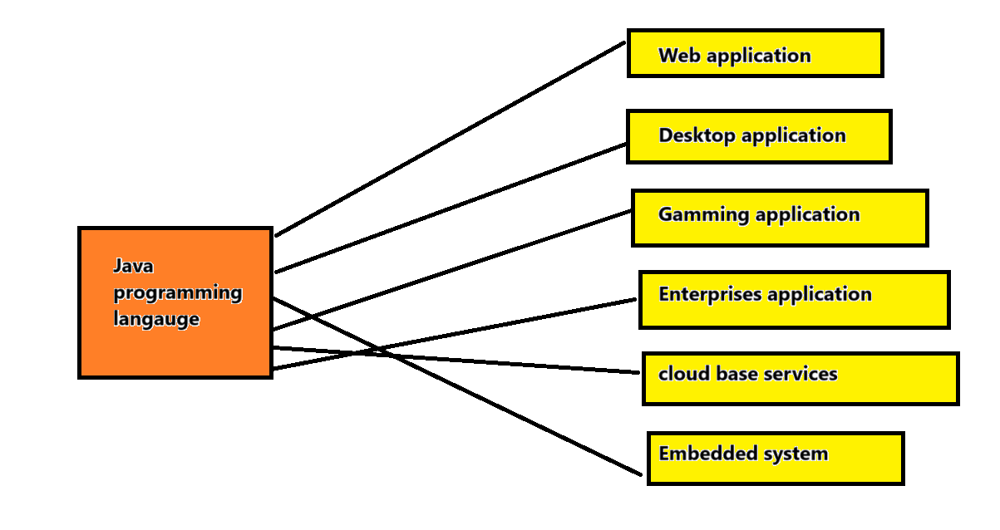 Web application
Desktop application
Gamming application
Java
programming
langauge
Enterprises application
cloud base services
Embedded system